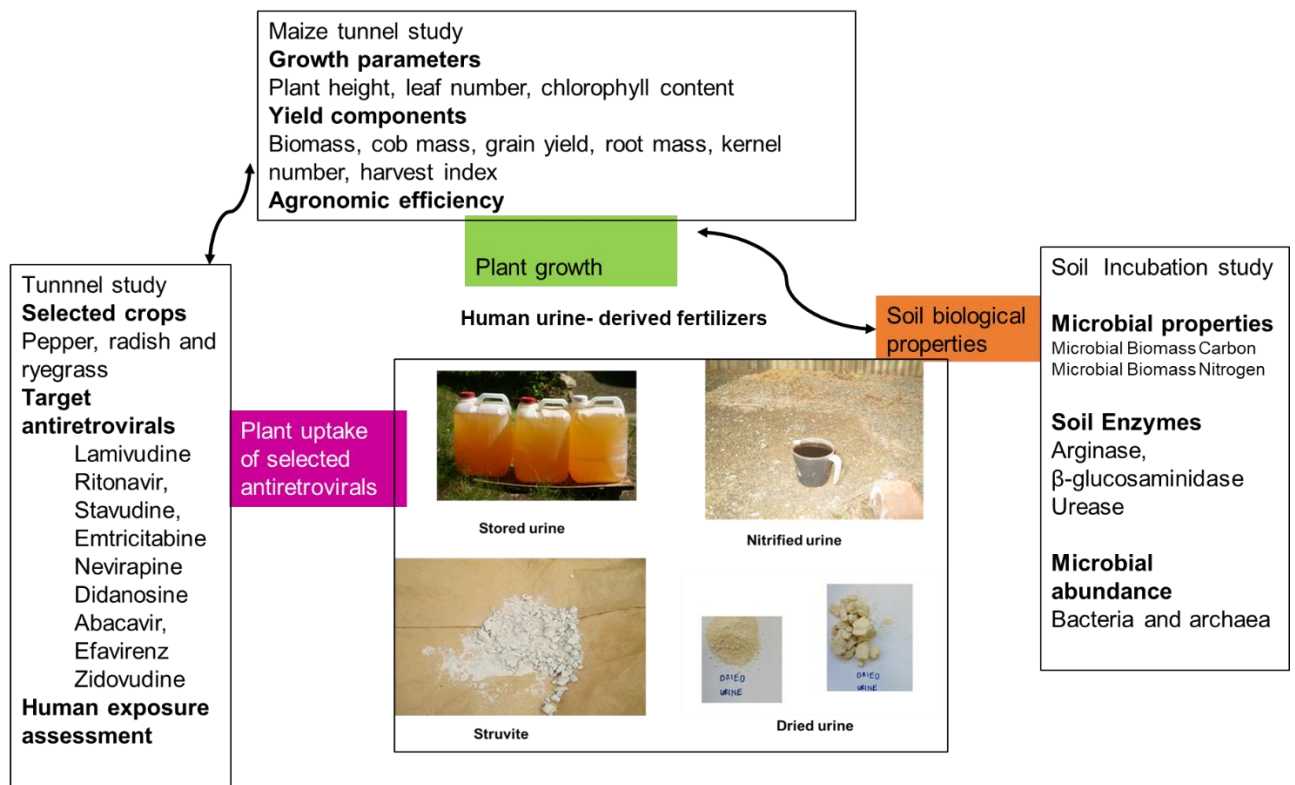 Maize tunnel study
Growth parameters
Plant height, leaf number, chlorophyll content
Yield components
Biomass, cob mass, grain yield, root mass, kernel
number, harvest index
Agronomic efficiency
Plant growth
Human urine- derived fertilizers
Tunnnel study
Selected crops
Pepper, radish and
ryegrass
Target
antiretrovirals
Lamivudine
Ritonavir,
Stavudine,
Emtricitabine
Nevirapine
Didanosine
Abacavir,
Efavirenz
Zidovudine
Human exposure
assessment
Plant uptake
of selected
antiretrovirals
Stored urine
Nitrified urine
Struvite
DRIED
URINE
DRIED
URINE
Dried urine
Soil biological
properties
Soil Incubation study
Microbial properties
Microbial Biomass Carbon
Microbial Biomass Nitrogen
Soil Enzymes
Arginase,
β-glucosaminidase
Urease
Microbial
abundance
Bacteria and archaea